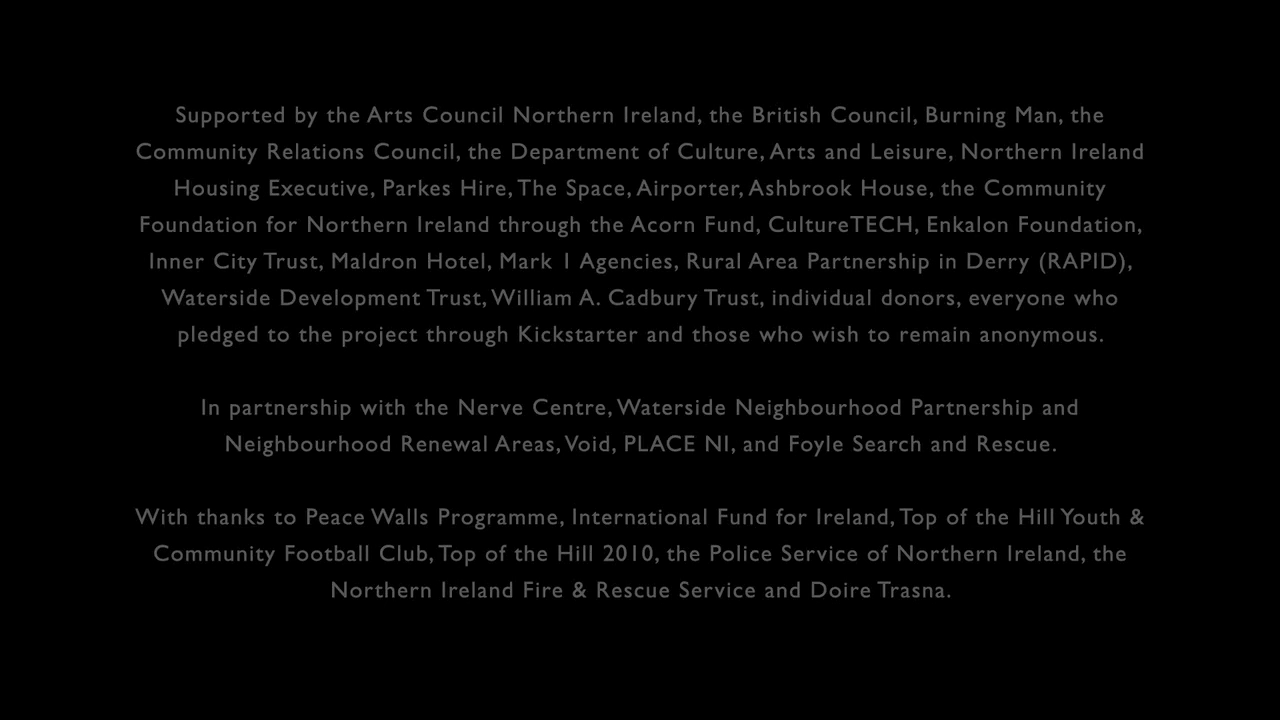 Supported by the Arts Council Northern Ireland, the British Council, Burning Man, the
Community Relations Council, the Department of Culture, Arts and Leisure, Northern Ireland
Housing Executive, Parkes Hire, The Space, Airporter, Ashbrook House, the Community
Foundation for Northern Ireland through the Acorn Fund, CultureTECH, Enkalon Foundation,
Inner City Trust, Maldron Hotel, Mark 1 Agencies, Rural Area Partnership in Derry (RAPID),
Waterside Development Trust, William A. Cadbury Trust, individual donors, everyone who
pledged to the project through Kickstarter and those who wish to remain anonymous.
In partnership with the Nerve Centre, Waterside Neighbourhood Partnership and
Neighbourhood Renewal Areas, Void, PLACE NI, and Foyle Search and Rescue.
With thanks to Peace Walls Programme, International Fund for Ireland, Top of the Hill Youth &
Community Football Club, Top of the Hill 2010, the Police Service of Northern Ireland, the
Northern Ireland Fire & Rescue Service and Doire Trasna.